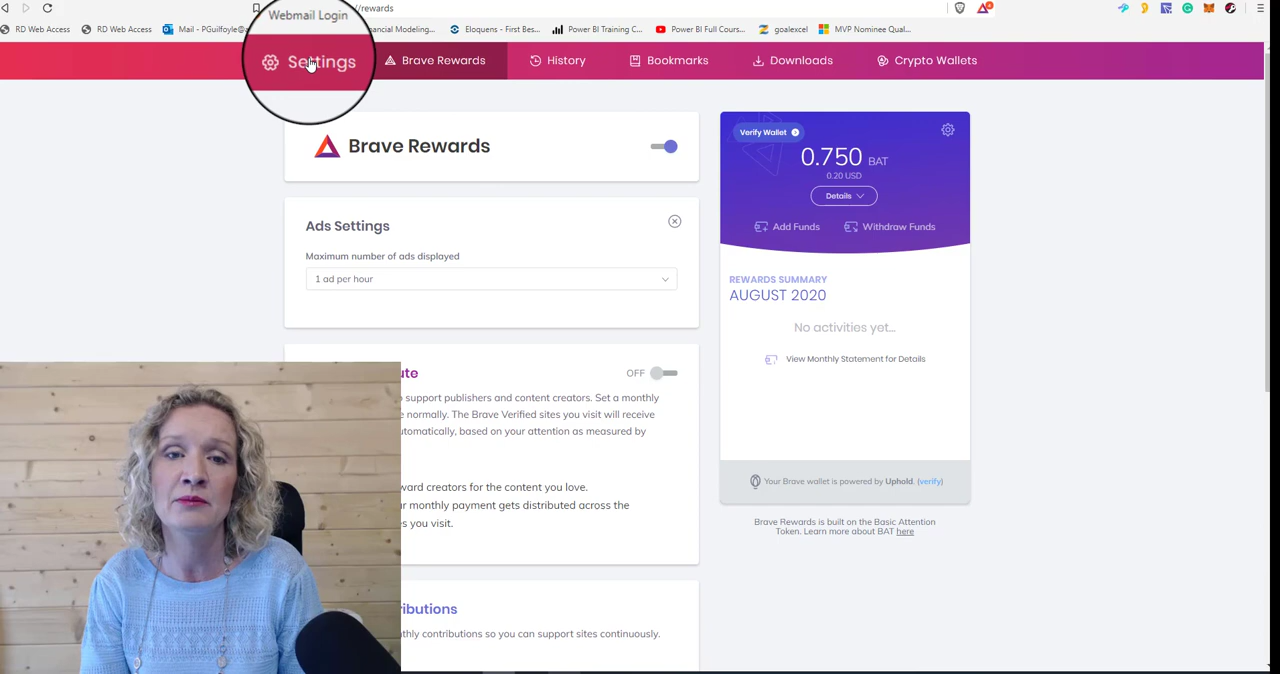 Webmail Login
//rewards
RD Web Access
RD Web Access
Mail - PGuilfoyle@a
ancial Modeling...
Eloquens - First Bes...
Power BI Training C...
Power BI Full Cours...
goalexcel
MVP Nominee Qual...
Settings
Brave Rewards
History
Bookmarks
Downloads
Crypto Wallets
Brave Rewards
Ads Settings
Maximum number of ads displayed
1 ad per hour
ute
OFF
support publishers and content creators. Set a monthly
normally. The Brave Verified sites you visit will receive
utomatically, based on your attention as measured by
ward creators for the content you love.
ur monthly payment gets distributed across the
es you visit.
ributions
nthly contributions so you can support sites continuously.
Verify Wallet
0.750 BAT
0.20 USD
Details
Add Funds
Withdraw Funds
REWARDS SUMMARY
AUGUST 2020
No activities yet...
View Monthly Statement for Details
Your Brave wallet is powered by Uphold. (verify)
Brave Rewards is built on the Basic Attention
Token. Learn more about BAT here